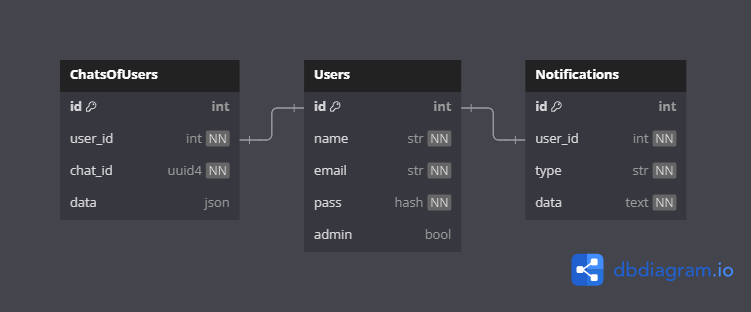 ChatsOfUsers
id int
user_id int NN
chat_id uuid4 NN
data json
Users
id int
name str NN
email str NN
pass hash NN
admin bool
Notifications
id int
user_id int NN
type str NN
data text NN
dbdiagram.io